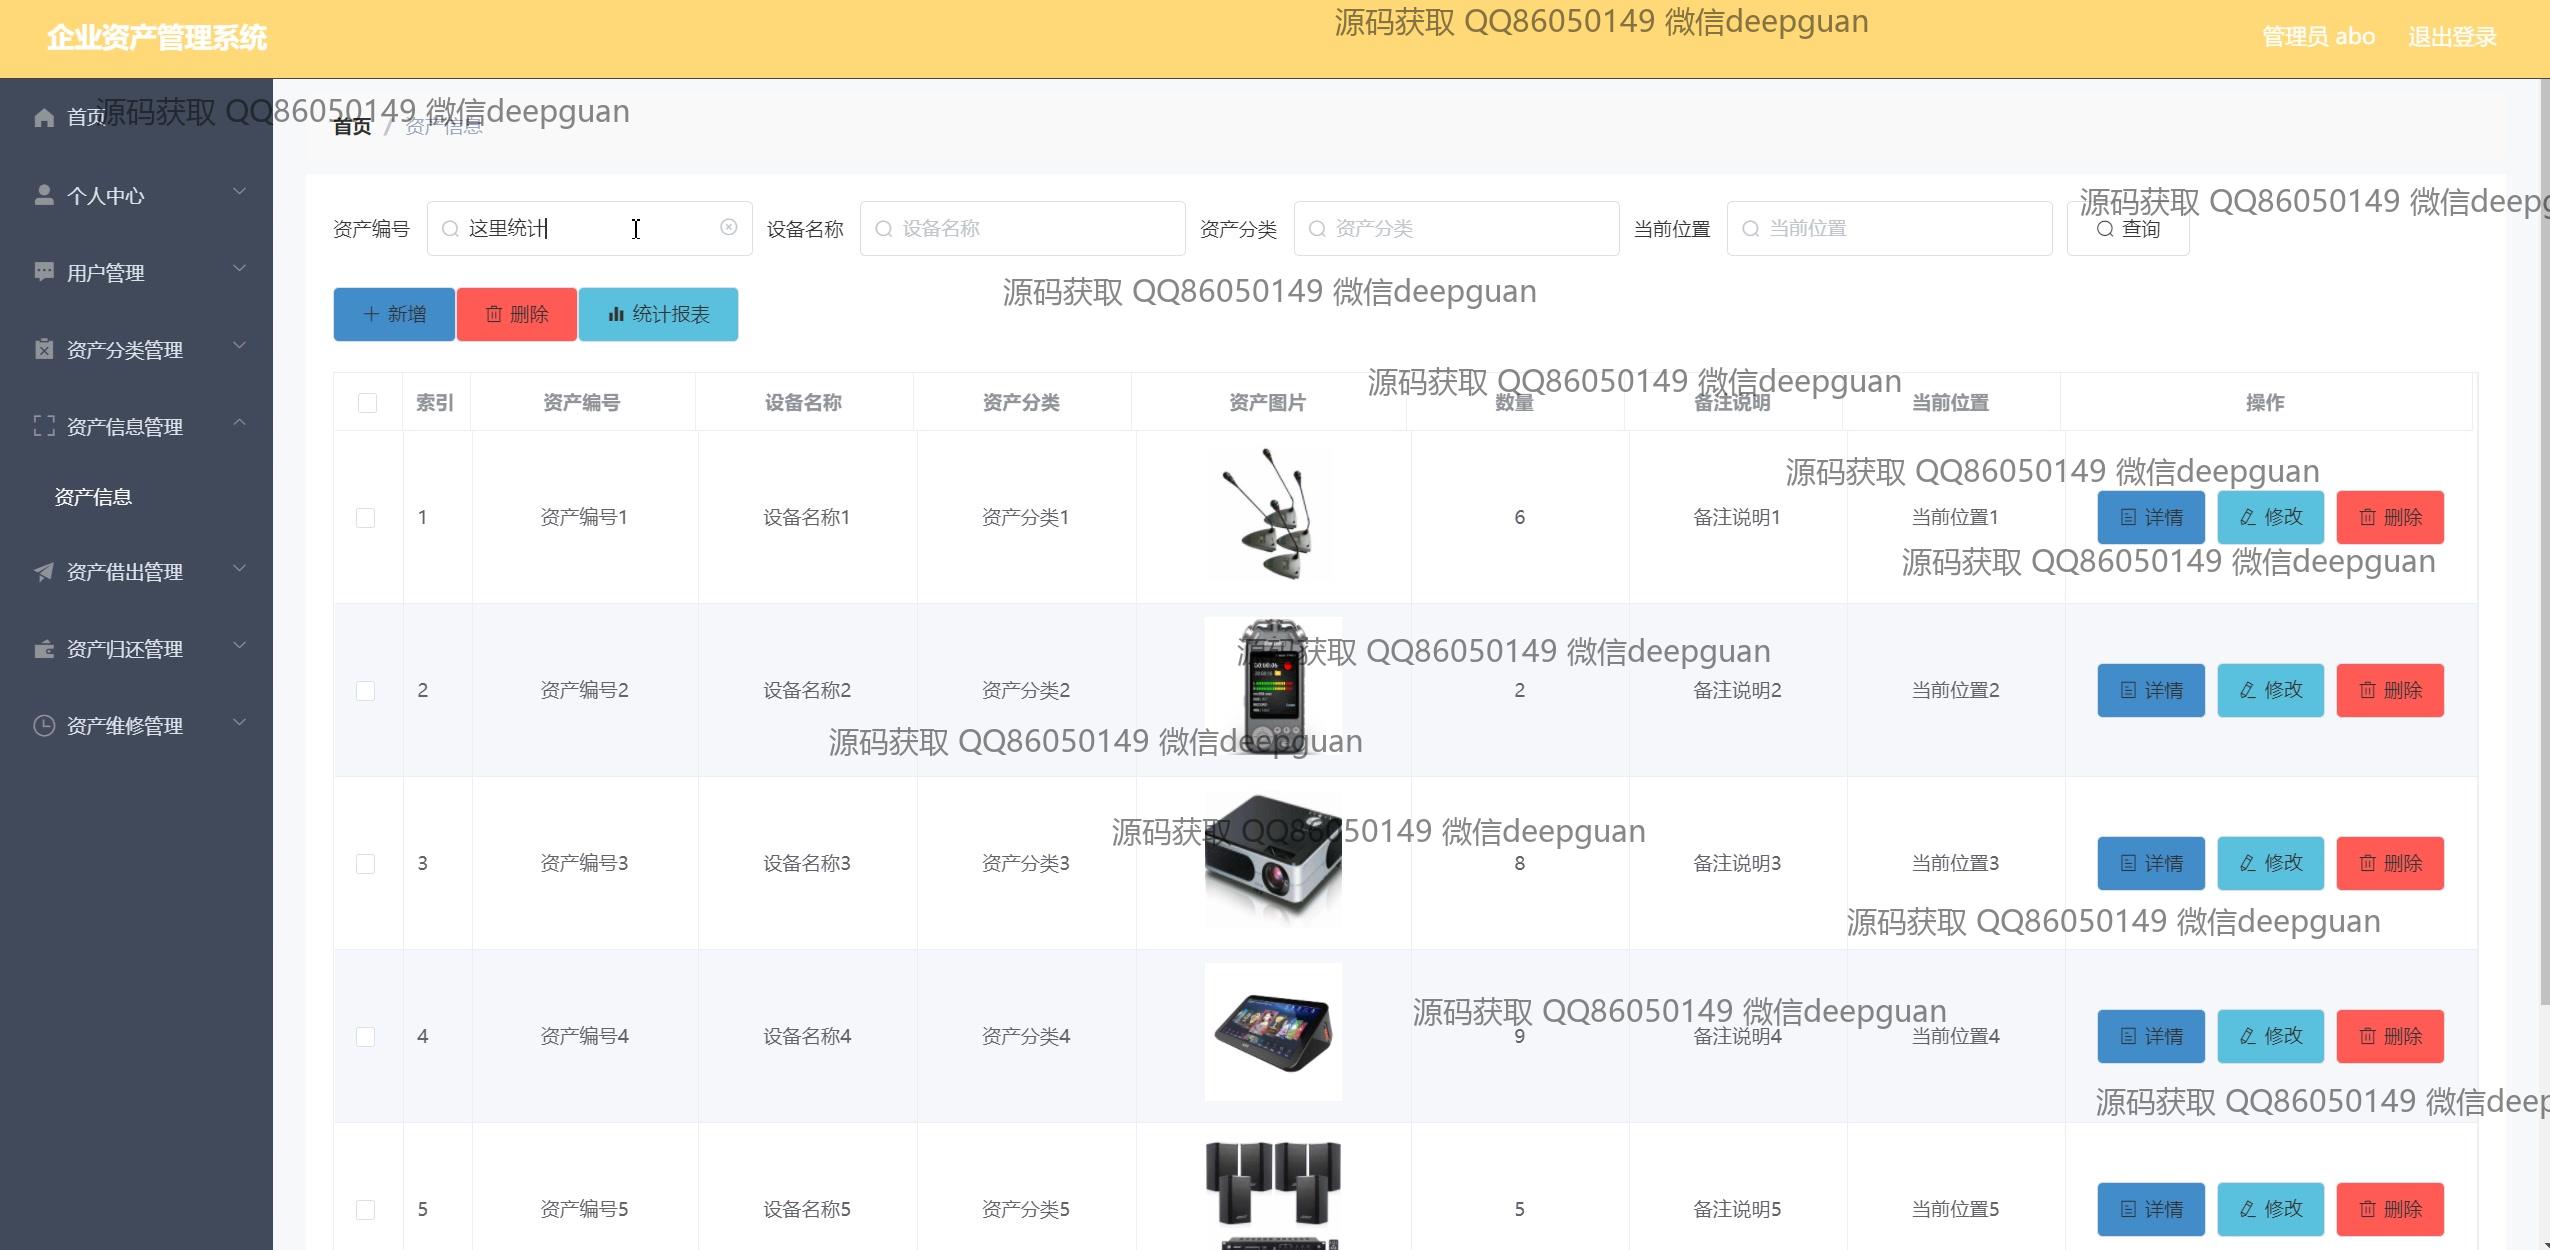 企业资产管理系统
源码获取 QQ86050149 微信deepguan
管理员 abo
退出登录
首页
源码获取 QQ86050149 微信deepguan
首页 / 资产信息
个人中心
用户管理
资产分类管理
资产信息管理
资产信息
资产借出管理
资产归还管理
资产维修管理
源码获取 QQ86050149 微信deepg
资产编号 这里统计 设备名称 设备名称 资产分类 资产分类 当前位置 当前位置 查询
源码获取 QQ86050149 微信deepguan
新增 删除 统计报表
源码获取 QQ86050149 微信deepguan
索引 资产编号 设备名称 资产分类 资产图片 数量 备注说明 当前位置 操作
源码获取 QQ86050149 微信deepguan
1 资产编号1 设备名称1 资产分类1 6 备注说明1 当前位置1 详情 修改 删除
源码获取 QQ86050149 微信deepguan
源码获取 QQ86050149 微信deepguan
2 资产编号2 设备名称2 资产分类2 2 备注说明2 当前位置2 详情 修改 删除
源码获取 QQ86050149 微信deepguan
源码获取 QQ86050149 微信deepguan
3 资产编号3 设备名称3 资产分类3 8 备注说明3 当前位置3 详情 修改 删除
源码获取 QQ86050149 微信deepguan
源码获取 QQ86050149 微信deepguan
4 资产编号4 设备名称4 资产分类4 9 备注说明4 当前位置4 详情 修改 删除
源码获取 QQ86050149 微信deep
5 资产编号5 设备名称5 资产分类5 5 备注说明5 当前位置5 详情 修改 删除